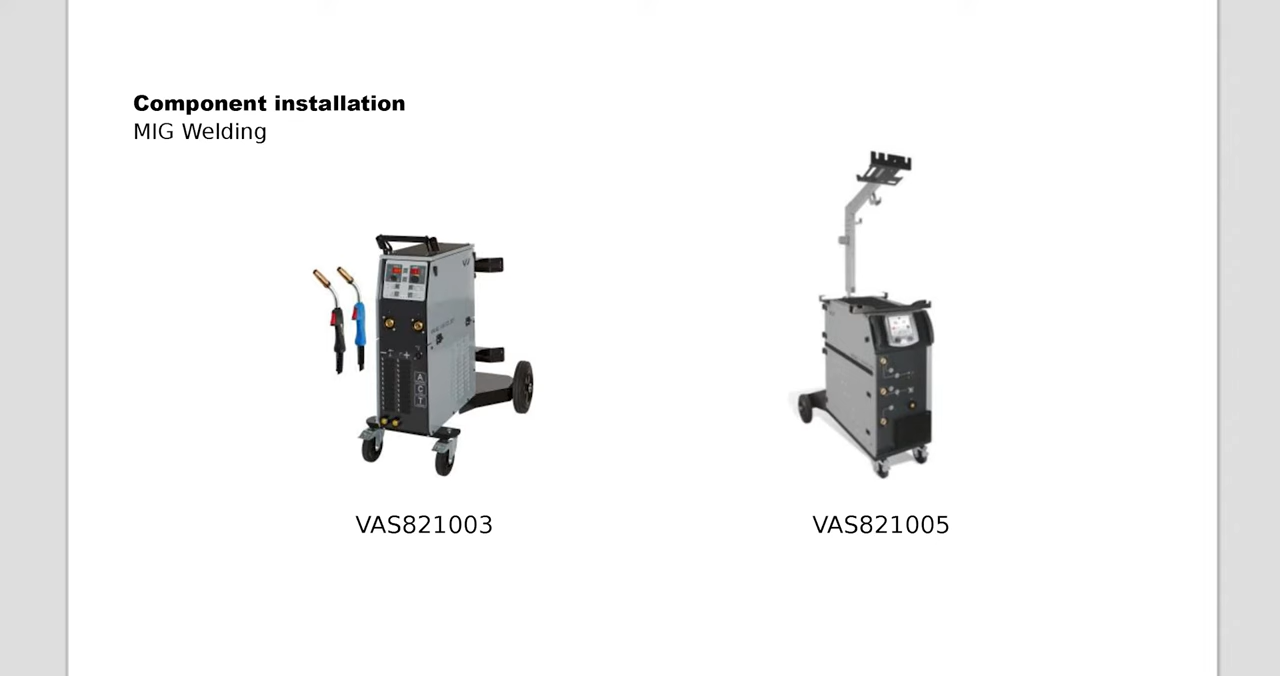 Component installation
MIG Welding
A
C
T
VAS821003
VAS821005